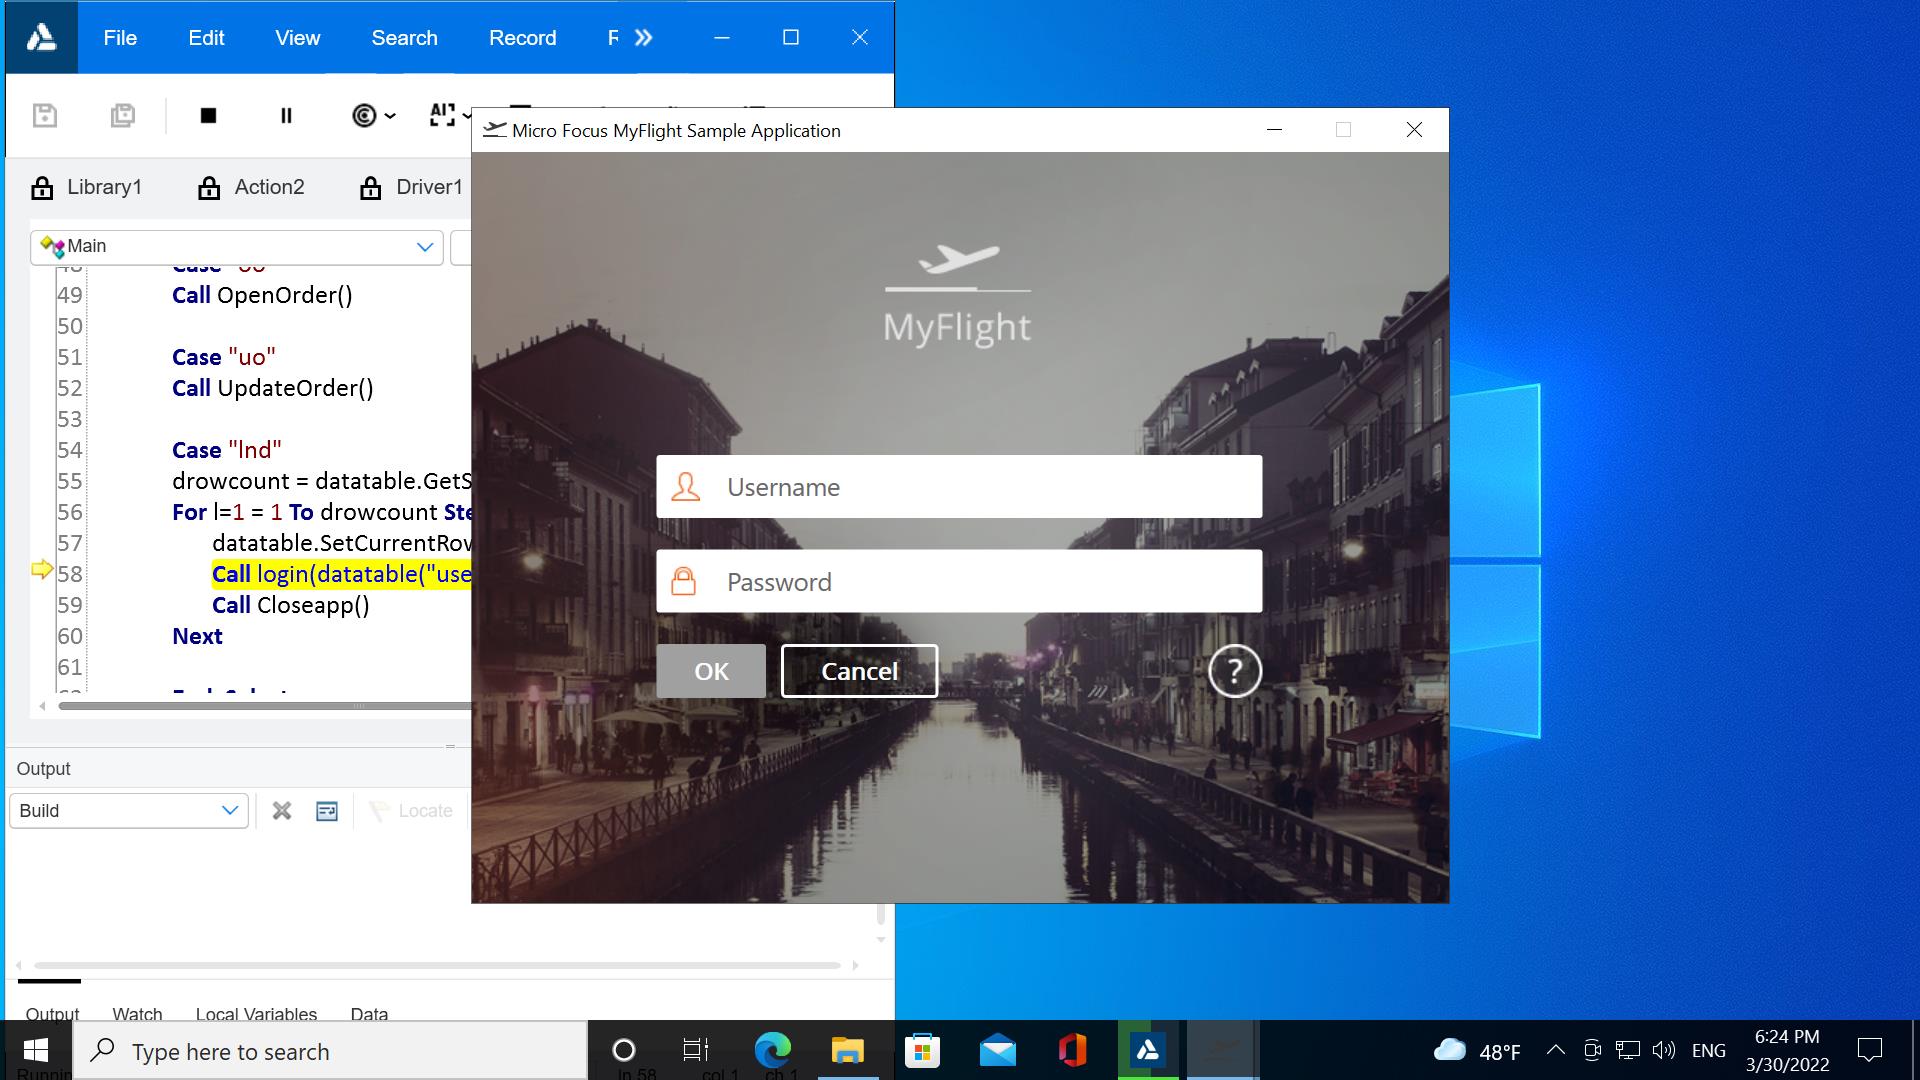 File Edit View Search Record
Micro Focus MyFlight Sample Application
Library1 Action2 Driver1
Main
49 Call OpenOrder()
50
51 Case "uo"
52 Call UpdateOrder()
53
54 Case "lnd"
55 drowcount = datatable.GetS
56 For l=1 = 1 To drowcount Ste
57 datatable.SetCurrentRow
58 Call login(datatable("use
59 Call Closeapp()
60 Next
61
MyFlight
Username
Password
OK Cancel ?
Output
Build Locate
Output Watch Local Variables Data
Type here to search
48°F ENG
6:24 PM
3/30/2022